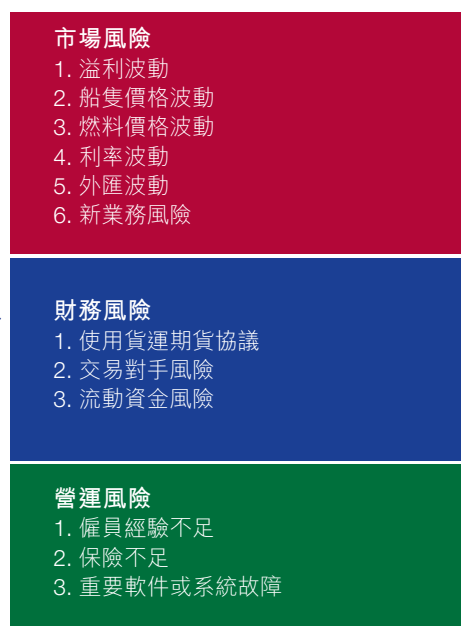 市場風險
1. 溢利波動
2. 船隻價格波動
3. 燃料價格波動
4. 利率波動
5. 外匯波動
6. 新業務風險
財務風險
1. 使用貨運期貨協議
2. 交易對手風險
3. 流動資金風險
營運風險
1. 僱員經驗不足
2. 保險不足
3. 重要軟件或系統故障